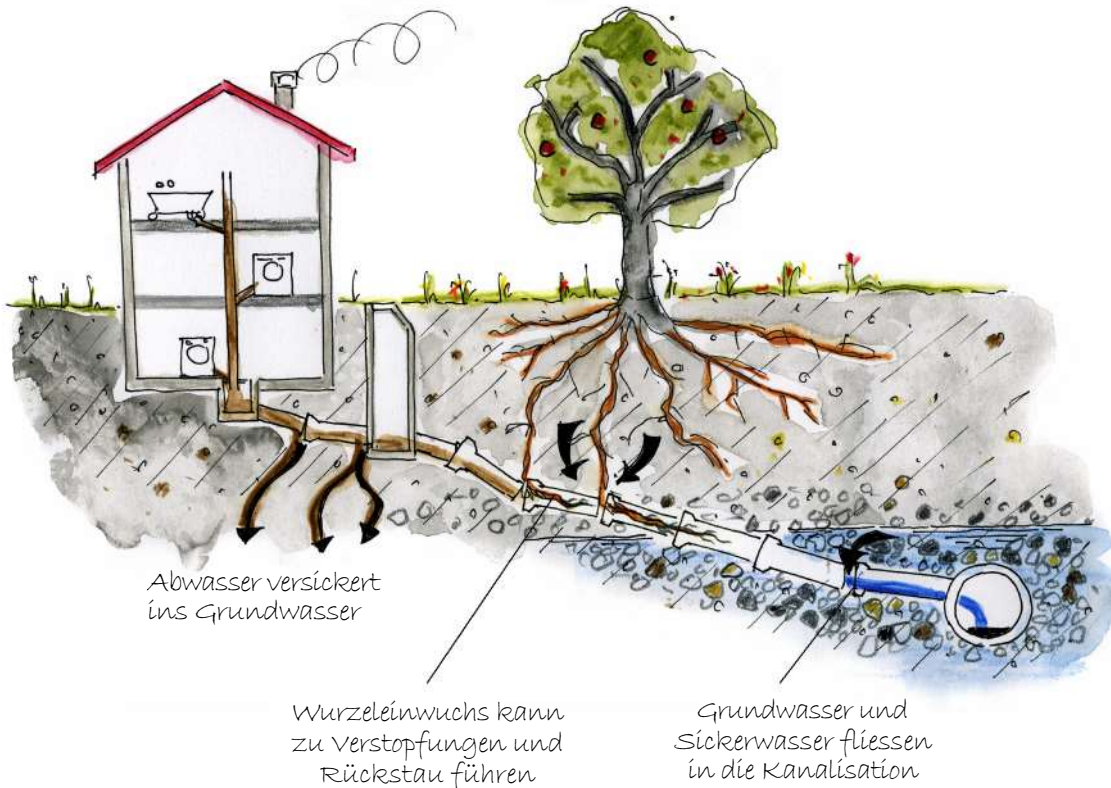 Abwasser versickert
ins Grundwasser
Wurzeleinwuchs kann
zu Verstopfungen und
Rückstau führen
Grundwasser und
Sickerwasser fliessen
in die Kanalisation